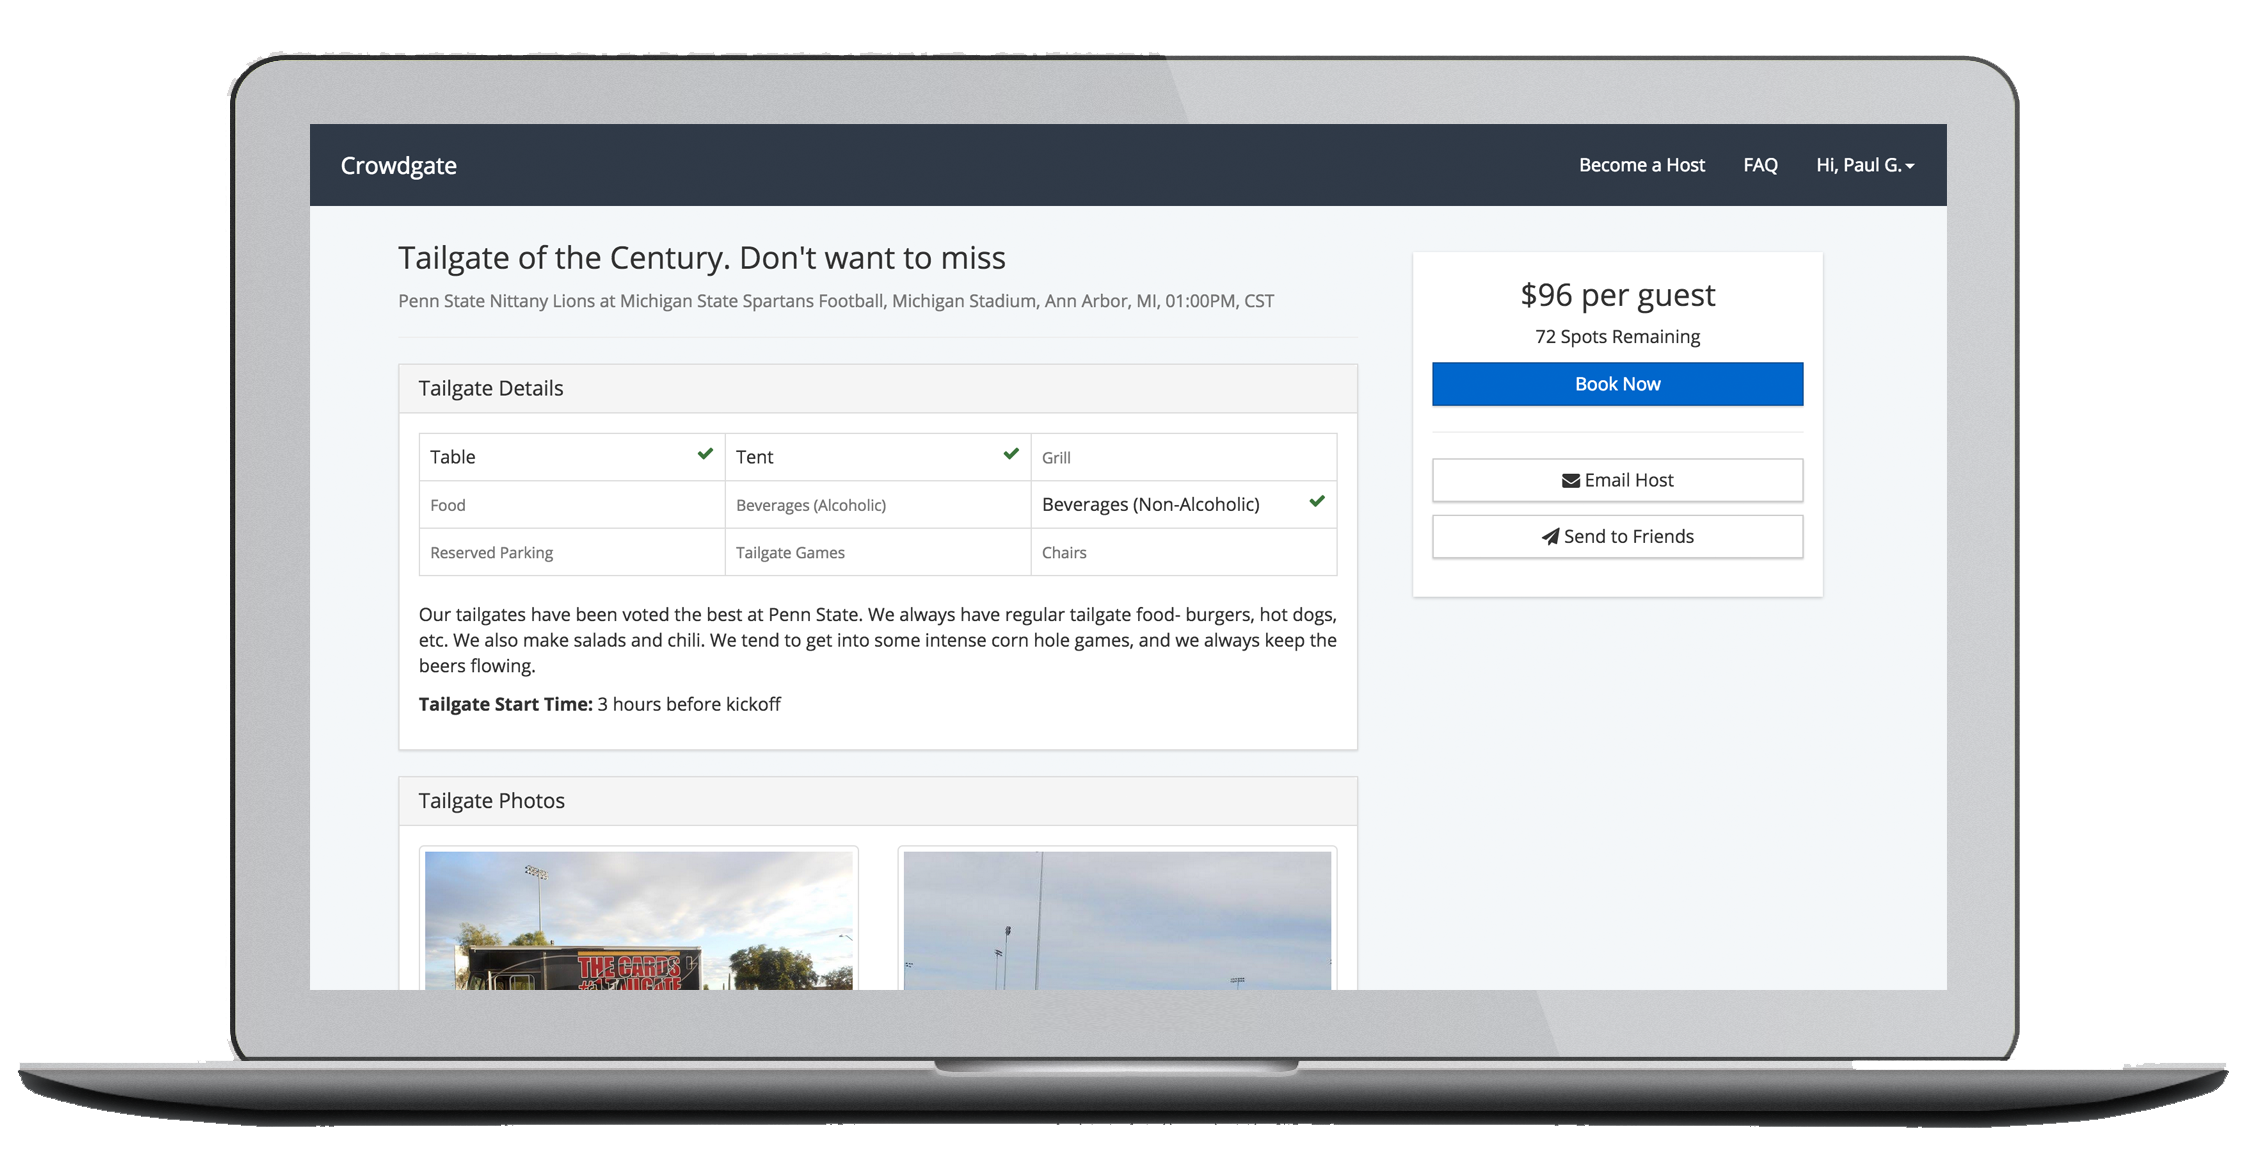 Crowdgate
Become a Host
FAQ
Hi, Paul G.
Tailgate of the Century. Don't want to miss
Penn State Nittany Lions at Michigan State Spartans Football, Michigan Stadium, Ann Arbor, MI, 01:00PM, CST
$96 per guest
72 Spots Remaining
Book Now
Email Host
Send to Friends
Tailgate Details
Table
Tent
Grill
Food
Beverages (Alcoholic)
Beverages (Non-Alcoholic)
Reserved Parking
Tailgate Games
Chairs
Our tailgates have been voted the best at Penn State. We always have regular tailgate food- burgers, hot dogs,
etc. We also make salads and chili. We tend to get into some intense corn hole games, and we always keep the
beers flowing.
Tailgate Start Time: 3 hours before kickoff
Tailgate Photos
THE CARDS
#1 TAILGATE